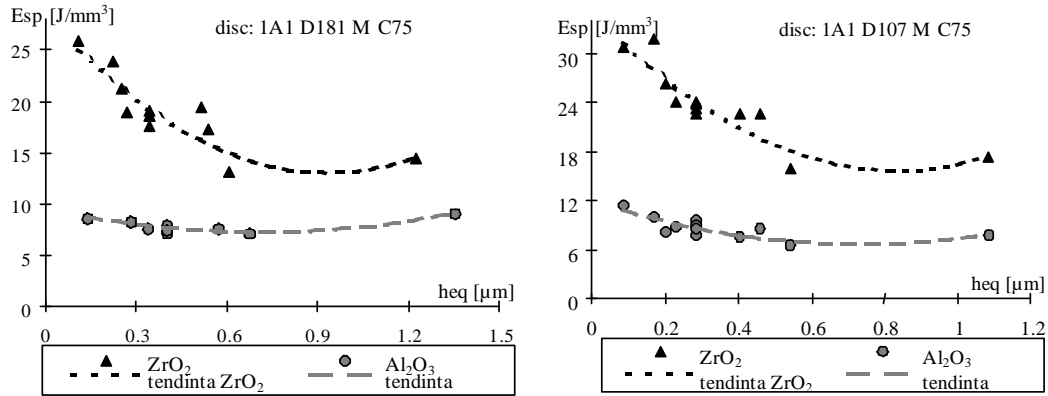 Esp [J/mm³]
disc: 1A1 D181 M C75
25
20
15
10
5
0
heq [µm]
0 0.3 0.6 0.9 1.2 1.5
ZrO₂ Al₂O₃
tendinta ZrO₂ tendinta
Esp [J/mm³]
disc: 1A1 D107 M C75
30
24
18
12
6
0
heq [µm]
0 0.2 0.4 0.6 0.8 1 1.2
ZrO₂ Al₂O₃
tendinta ZrO₂ tendinta